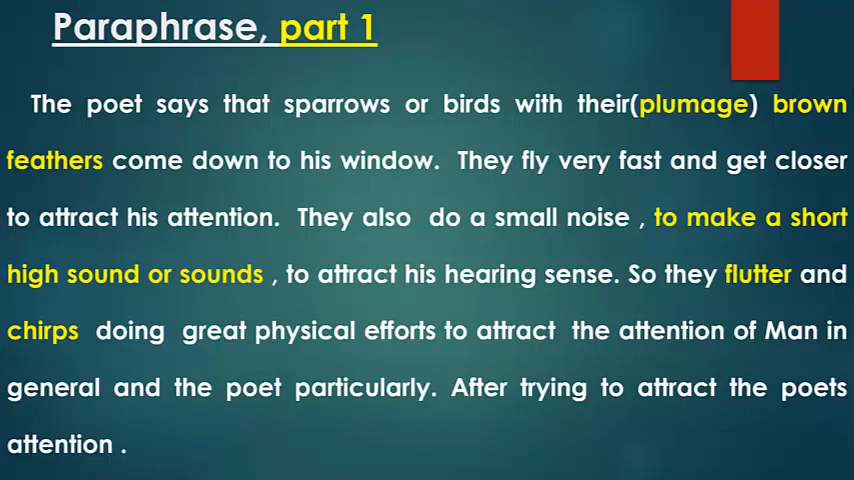 Paraphrase, part 1
The poet says that sparrows or birds with their(plumage) brown
feathers come down to his window. They fly very fast and get closer
to attract his attention. They also do a small noise , to make a short
high sound or sounds , to attract his hearing sense. So they flutter and
chirps doing great physical efforts to attract the attention of Man in
general and the poet particularly. After trying to attract the poets
attention .